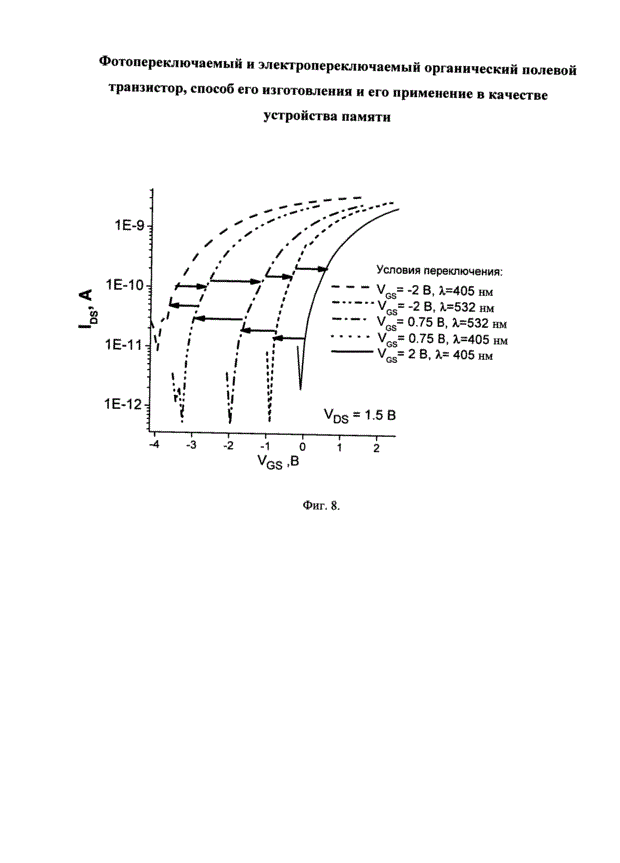 Фотопереключаемый и электропереключаемый органический полевой
транзистор, способ его изготовления и его применение в качестве
устройства памяти
1E-9
1E-10
1E-11
1E-12
I_DS, A
-4 -3 -2 -1 0 1 2
V_GS ,В
Условия переключения:
V_GS= -2 В, λ=405 нм
V_GS= -2 В, λ=532 нм
V_GS= 0.75 В, λ=532 нм
V_GS= 0.75 В, λ=405 нм
V_GS= 2 В, λ= 405 нм
V_DS = 1.5 В
Фиг. 8.